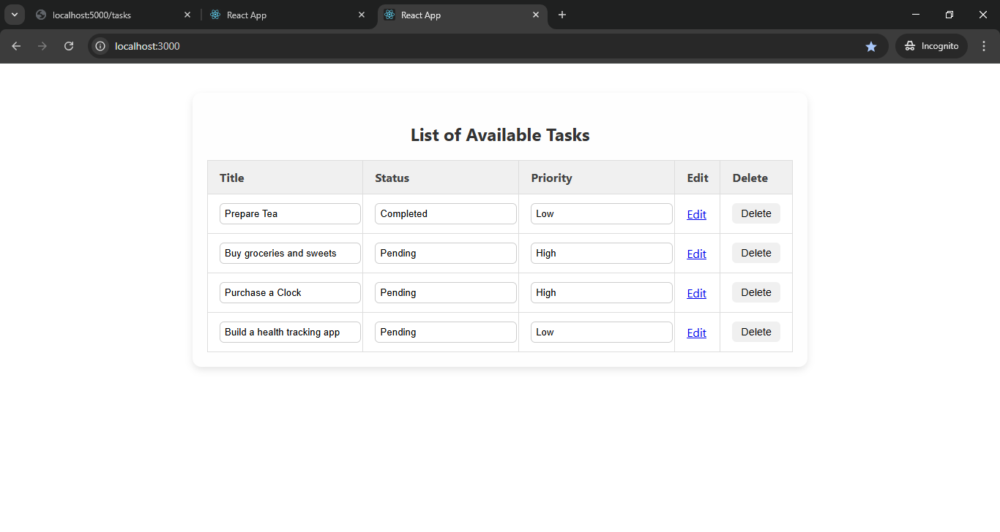 localhost:5000/tasks React App React App
localhost:3000 Incognito
List of Available Tasks
Title Status Priority Edit Delete
Prepare Tea Completed Low Edit Delete
Buy groceries and sweets Pending High Edit Delete
Purchase a Clock Pending High Edit Delete
Build a health tracking app Pending Low Edit Delete